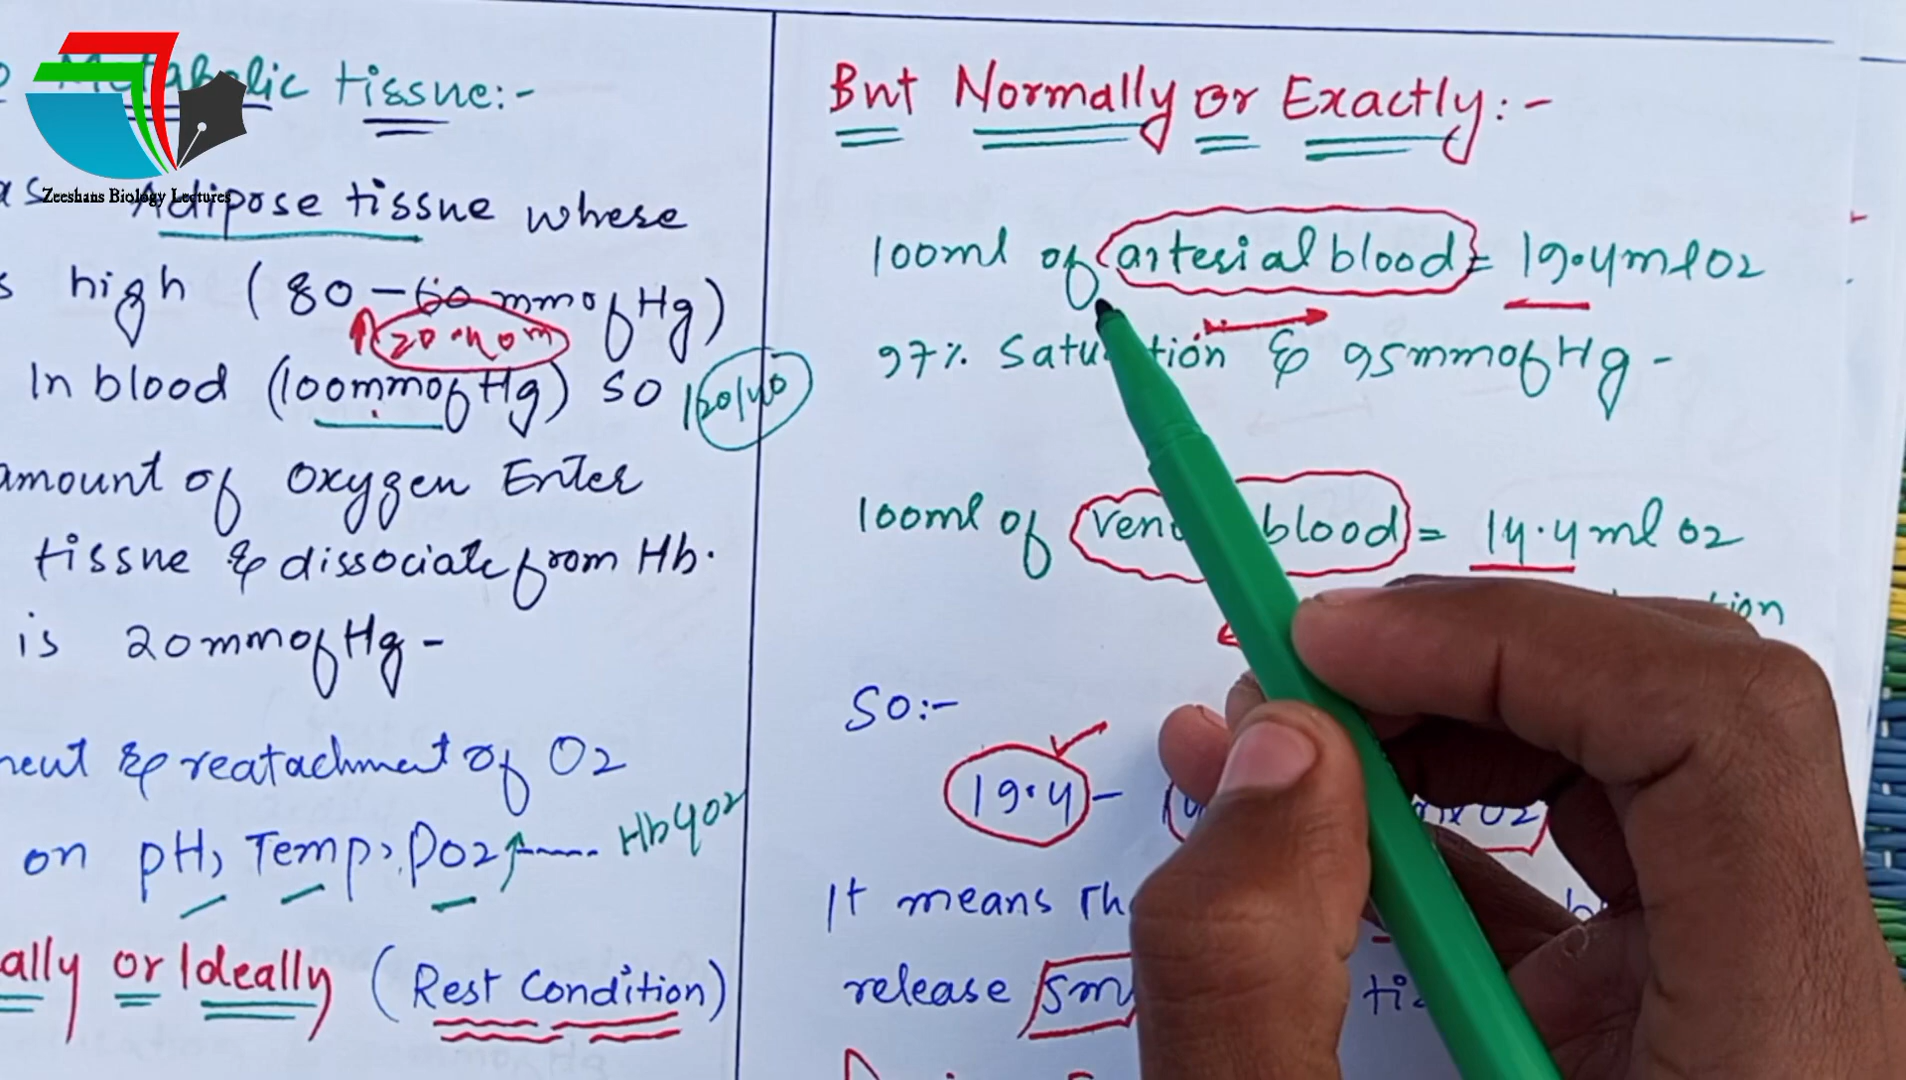 Metabolic tissue:-
Zeeshans Biology Lectures
as Adipose tissue where
s high (80-60 mmofHg)
20-40m
In blood (100mmofHg) so
120/40
amount of oxygen Enter
tissue & dissociate from Hb.
is 20mmofHg-
& reatachment of O2
on pH, Temp, PO2 Hb4O2
ally or Ideally (Rest Condition)
But Normally or Exactly:-
100ml of arterial blood = 19.4ml O2
97% Saturation & 95mmofHg-
100ml of blood = 14.4ml O2
So:-
19.4 -
It means
release 5m